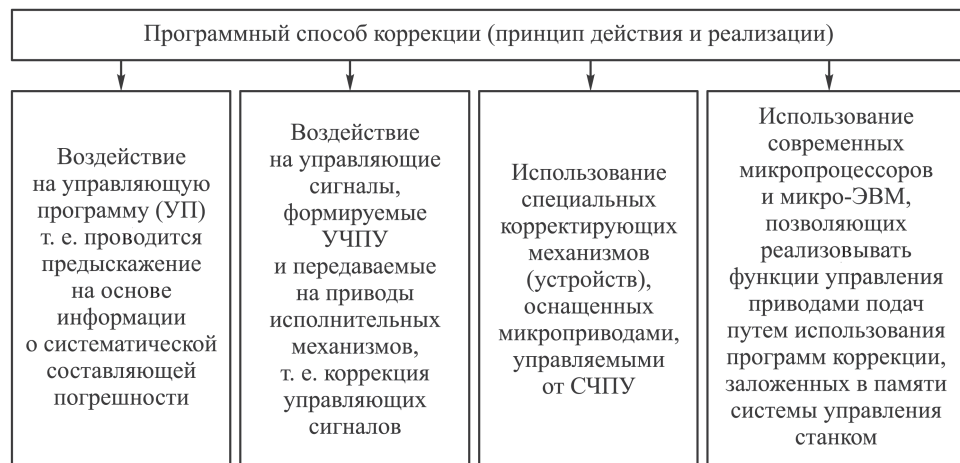 Программный способ коррекции (принцип действия и реализации)
Воздействие
на управляющую
программу (УП)
т. е. проводится
предыскажение
на основе
информации
о систематической
составляющей
погрешности
Воздействие
на управляющие
сигналы,
формируемые
УЧПУ
и передаваемые
на приводы
исполнительных
механизмов,
т. е. коррекция
управляющих
сигналов
Использование
специальных
корректирующих
механизмов
(устройств),
оснащенных
микроприводами,
управляемыми
от СЧПУ
Использование
современных
микропроцессоров
и микро-ЭВМ,
позволяющих
реализовывать
функции управления
приводами подач
путем использования
программ коррекции,
заложенных в памяти
системы управления
станком